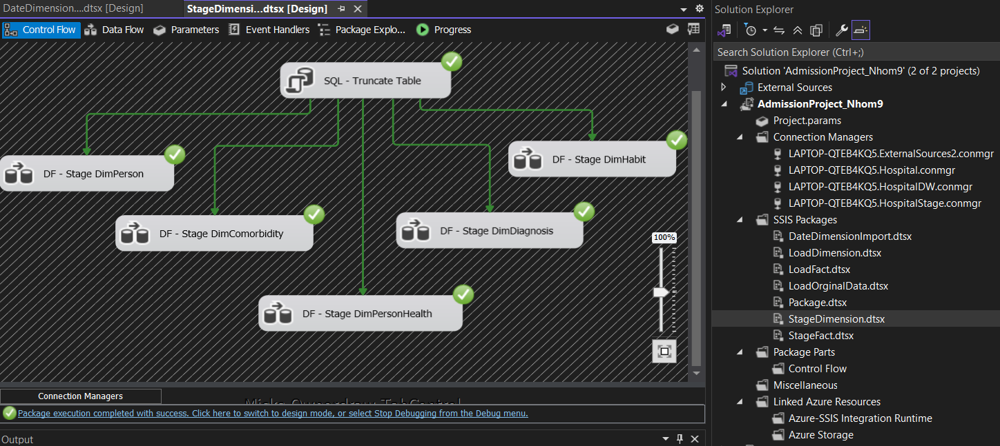 DateDimension....dtsx [Design]
StageDimensi...dtsx [Design]
Control Flow
Data Flow
Parameters
Event Handlers
Package Explo...
Progress
SQL - Truncate Table
DF - Stage DimPerson
DF - Stage DimHabit
DF - Stage DimComorbidity
DF - Stage DimDiagnosis
DF - Stage DimPersonHealth
100%
Connection Managers
Package execution completed with success. Click here to switch to design mode, or select Stop Debugging from the Debug menu.
Output
Solution Explorer
Search Solution Explorer (Ctrl+;)
Solution 'AdmissionProject_Nhom9' (2 of 2 projects)
External Sources
AdmissionProject_Nhom9
Project.params
Connection Managers
LAPTOP-QTEB4KQ5.ExternalSources2.conmgr
LAPTOP-QTEB4KQ5.Hospital.conmgr
LAPTOP-QTEB4KQ5.HospitalDW.conmgr
LAPTOP-QTEB4KQ5.HospitalStage.conmgr
SSIS Packages
DateDimensionImport.dtsx
LoadDimension.dtsx
LoadFact.dtsx
LoadOrginalData.dtsx
Package.dtsx
StageDimension.dtsx
StageFact.dtsx
Package Parts
Control Flow
Miscellaneous
Linked Azure Resources
Azure-SSIS Integration Runtime
Azure Storage